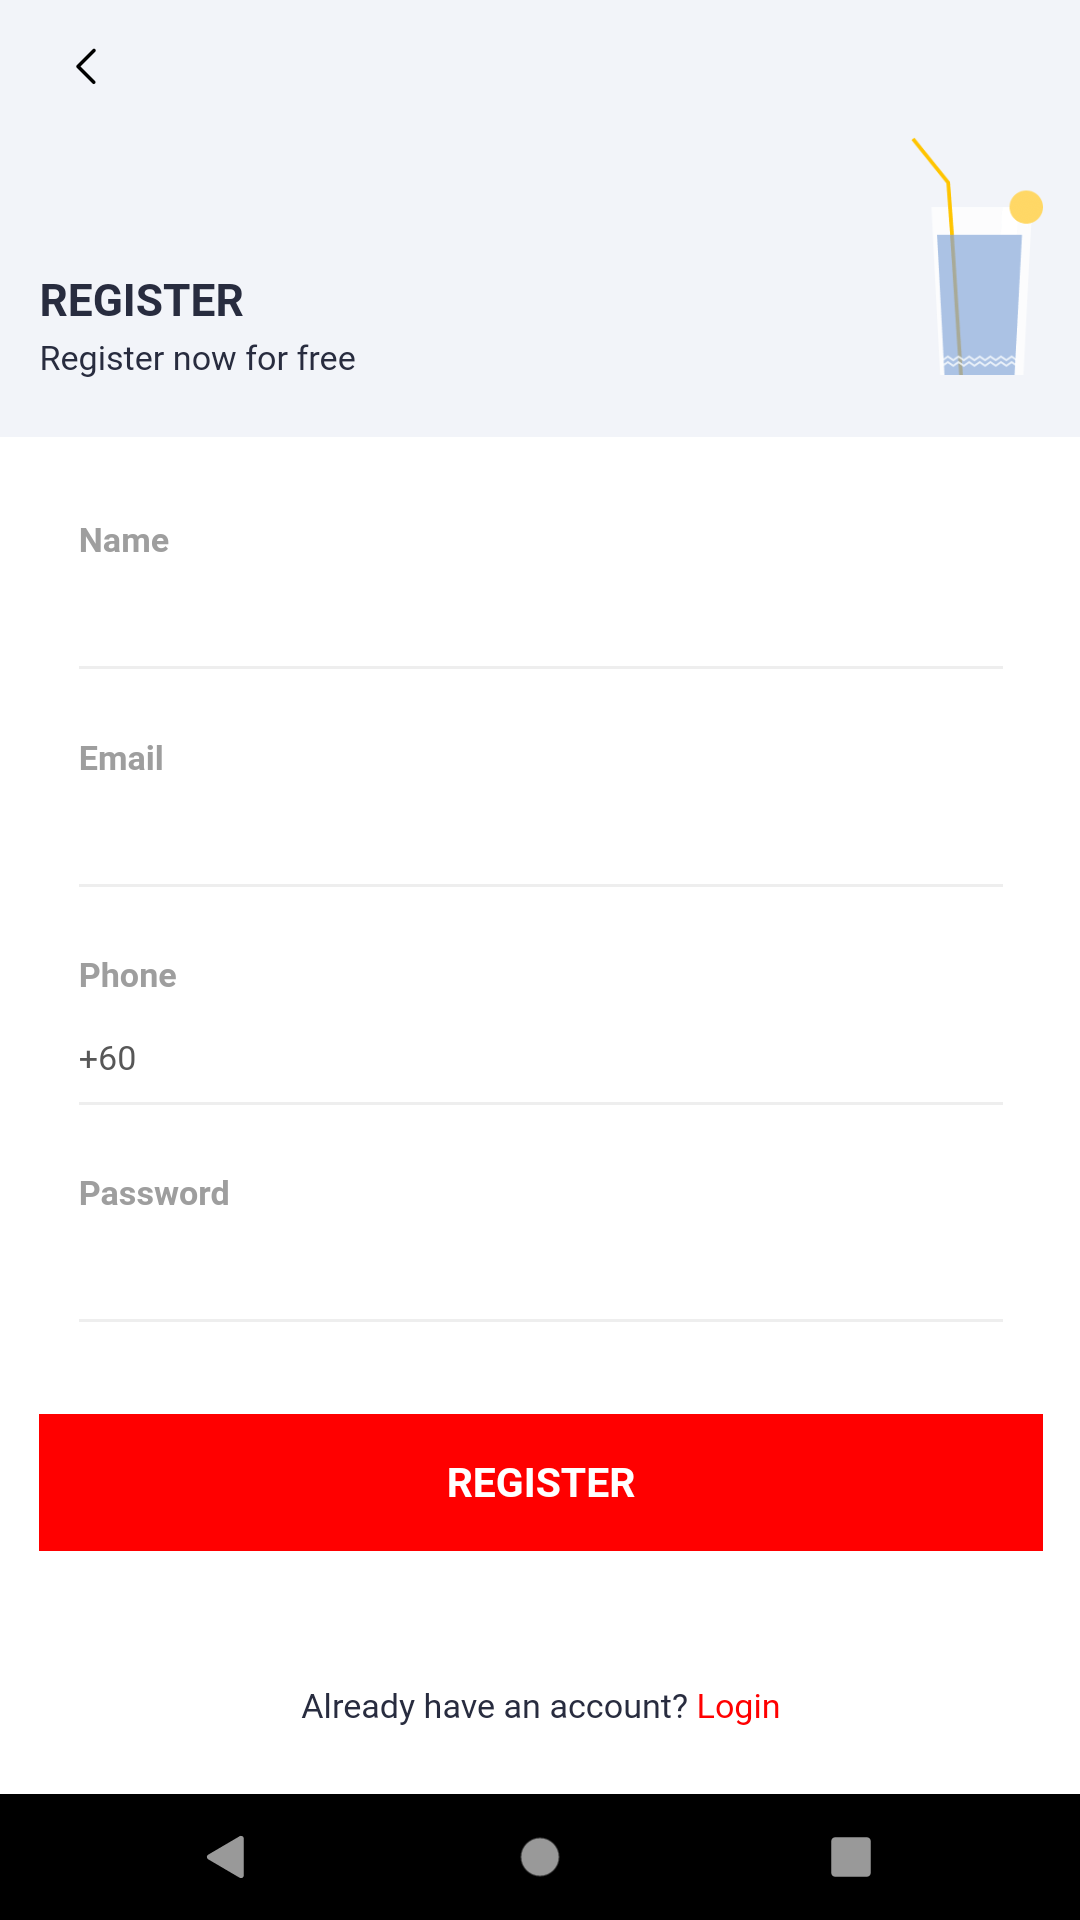 REGISTER
Register now for free
Name
Email
Phone
+60
Password
REGISTER
Already have an account? Login